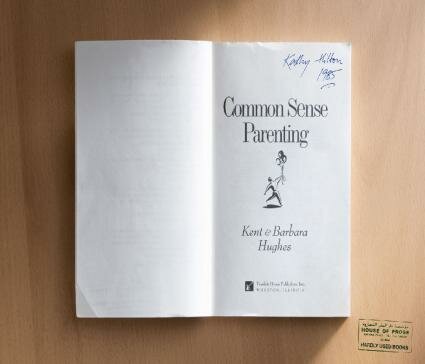 Kathy Hilton
1985
Common Sense
Parenting
Kent & Barbara
Hughes
Tyndale House Publishers, Inc.
WHEATON, ILLINOIS
HOUSE OF PROSE
HARDLY USED BOOKS